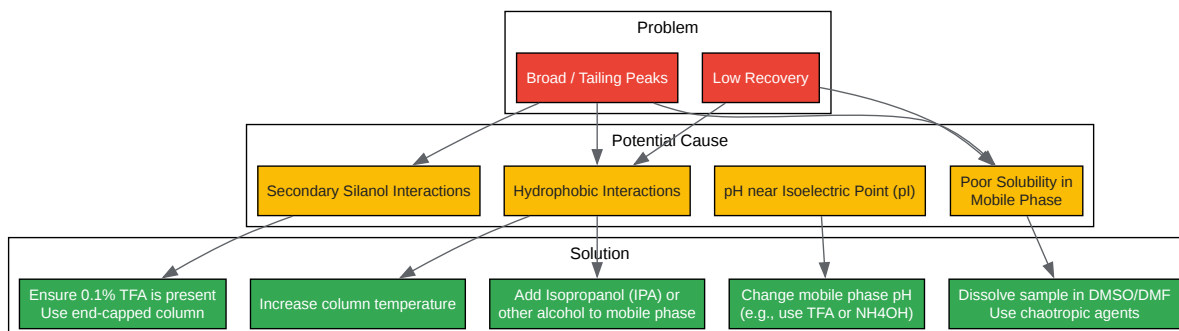 Problem
Broad / Tailing Peaks
Low Recovery
Potential Cause
Secondary Silanol Interactions
Hydrophobic Interactions
pH near Isoelectric Point (pI)
Poor Solubility in
Mobile Phase
Solution
Ensure 0.1% TFA is present
Use end-capped column
Increase column temperature
Add Isopropanol (IPA) or
other alcohol to mobile phase
Change mobile phase pH
(e.g., use TFA or NH4OH)
Dissolve sample in DMSO/DMF
Use chaotropic agents